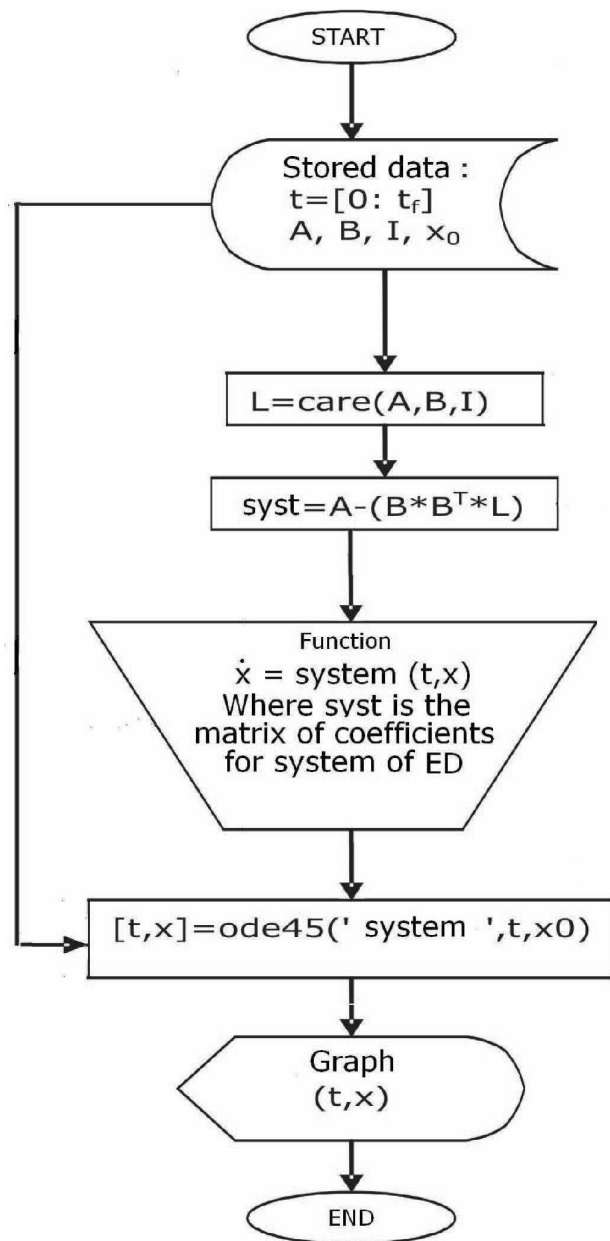 START
Stored data :
t=[0: t_f]
A, B, I, x₀
L=care(A,B,I)
syst=A-(B*Bᵀ*L)
Function
ẋ = system (t,x)
Where syst is the
matrix of coefficients
for system of ED
[t,x]=ode45(' system ',t,x0)
Graph
(t,x)
END